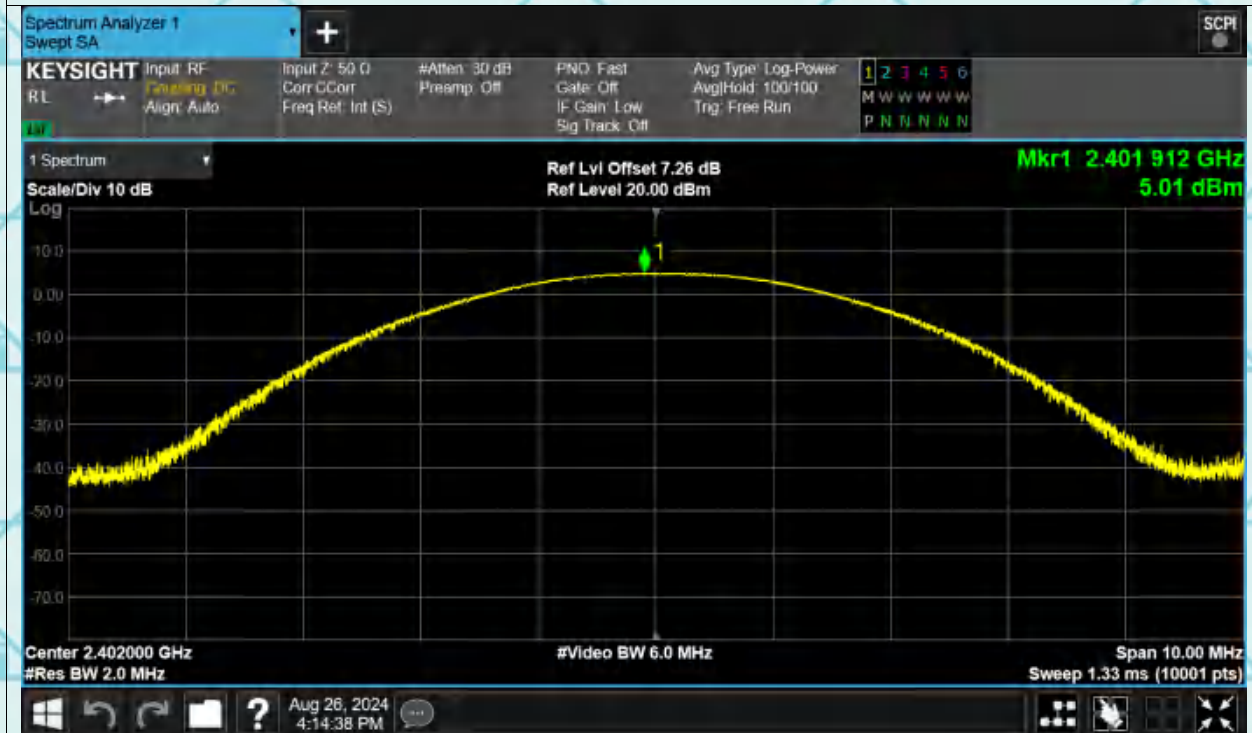 Spectrum Analyzer 1
Swept SA
+
SCPI
KEYSIGHT
RL
Input: RF
Coupling: DC
Align: Auto
Input Z: 50 Ω
Corr CCorr
Freq Ref: Int (S)
#Atten: 30 dB
Preamp: Off
PNO: Fast
Gate: Off
IF Gain: Low
Sig Track: Off
Avg Type: Log-Power
Avg|Hold: 100/100
Trig: Free Run
1 2 3 4 5 6
M W W W W W
P N N N N N
1 Spectrum
Scale/Div 10 dB
Log
Ref Lvl Offset 7.26 dB
Ref Level 20.00 dBm
Mkr1 2.401 912 GHz
5.01 dBm
1
10.0
0.00
-10.0
-20.0
-30.0
-40.0
-50.0
-60.0
-70.0
Center 2.402000 GHz
#Res BW 2.0 MHz
#Video BW 6.0 MHz
Span 10.00 MHz
Sweep 1.33 ms (10001 pts)
?
Aug 26, 2024
4:14:38 PM